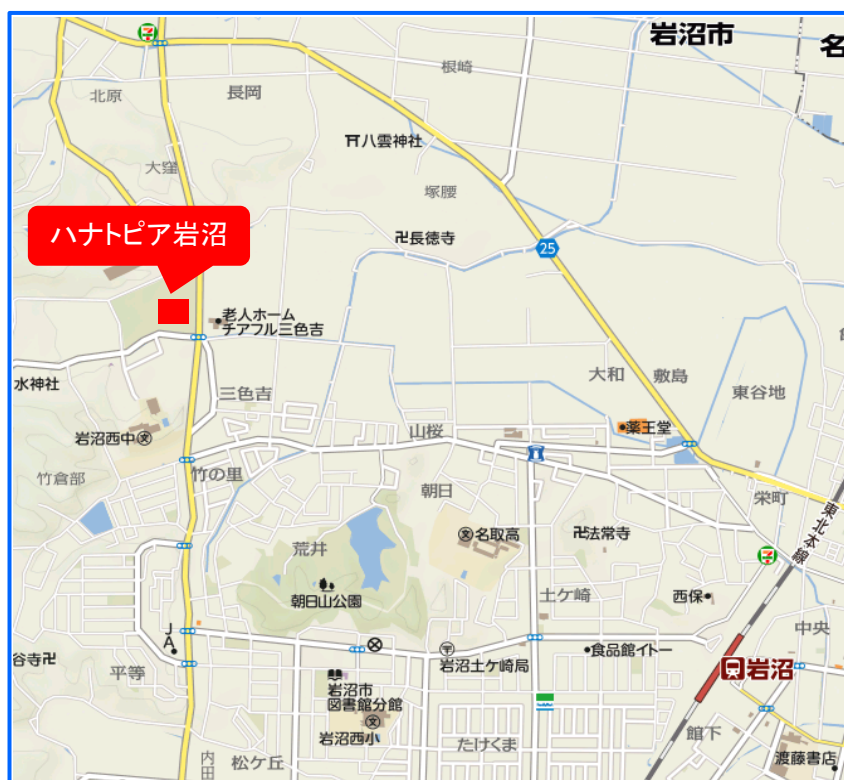 岩沼市
名
根崎
北原
長岡
八雲神社
大窪
塚腰
ハナトピア岩沼
長徳寺
25
老人ホーム
チアフル三色吉
水神社
三色吉
大和
敷島
東谷地
山桜
薬王堂
岩沼西中
文
竹の里
竹倉部
朝日
栄町
東北本線
荒井
文
名取高
法常寺
7
朝日山公園
土ケ崎
西保
中央
JA
谷寺
平等
岩沼土ケ崎局
食品館イトー
岩沼
岩沼市
図書館分館
文
岩沼西小
たけくま
館下
内田
松ケ丘
渡藤書店